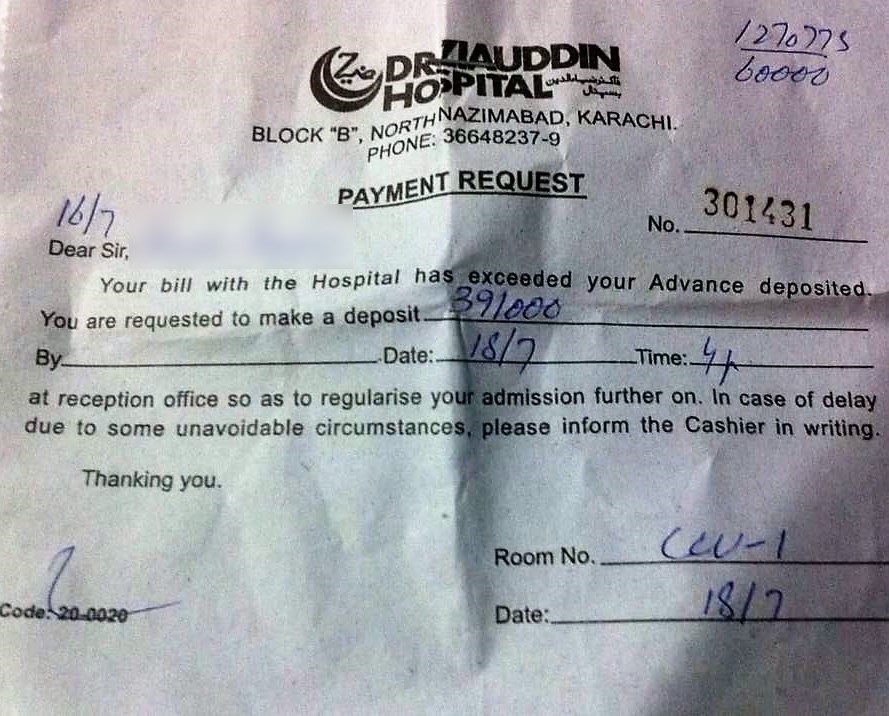 1270775
60000
DR ZIAUDDIN
HOSPITAL
ڈاکٹر ضیاءالدین
ہسپتال
BLOCK "B", NORTH NAZIMABAD, KARACHI.
PHONE: 36648237-9
PAYMENT REQUEST
16/7
No. 301431
Dear Sir,
Your bill with the Hospital has exceeded your Advance deposited.
You are requested to make a deposit 391000
By Date: 18/7 Time: 4p
at reception office so as to regularise your admission further on. In case of delay
due to some unavoidable circumstances, please inform the Cashier in writing.
Thanking you.
Room No. CCU-1
Code: 20-0020
Date: 18/7